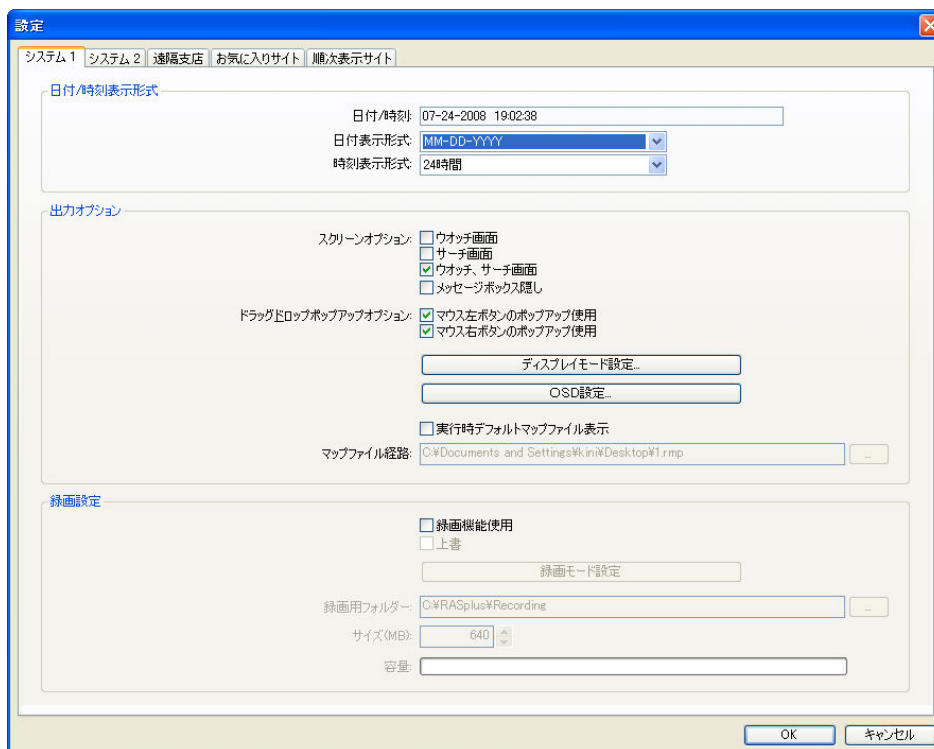 設定
システム1 システム2 遠隔支店 お気に入りサイト 順次表示サイト
日付/時刻表示形式
日付/時刻: 07-24-2008 19:02:38
日付表示形式: MM-DD-YYYY
時刻表示形式: 24時間
出力オプション
スクリーンオプション: ウオッチ画面
サーチ画面
ウオッチ、サーチ画面
メッセージボックス隠し
ドラッグドロップポップアップオプション: マウス左ボタンのポップアップ使用
マウス右ボタンのポップアップ使用
ディスプレイモード設定...
OSD設定...
実行時デフォルトマップファイル表示
マップファイル経路: C:¥Documents and Settings¥kini¥Desktop¥1.rmp ...
録画設定
録画機能使用
上書
録画モード設定
録画用フォルダー: C:¥RASplus¥Recording ...
サイズ(MB): 640
容量:
OK キャンセル